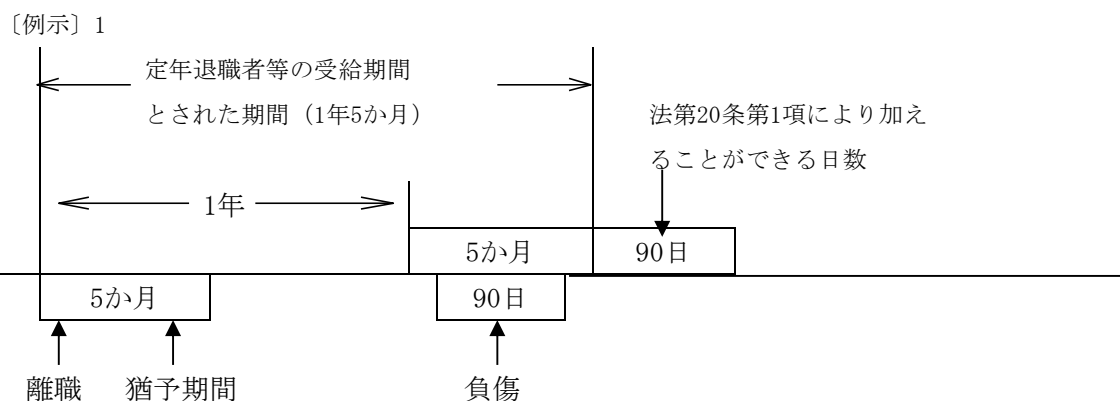 〔例示〕1
定年退職者等の受給期間
とされた期間（1年5か月）
法第20条第1項により加え
ることができる日数
1年
5か月
90日
5か月
90日
離職
猶予期間
負傷